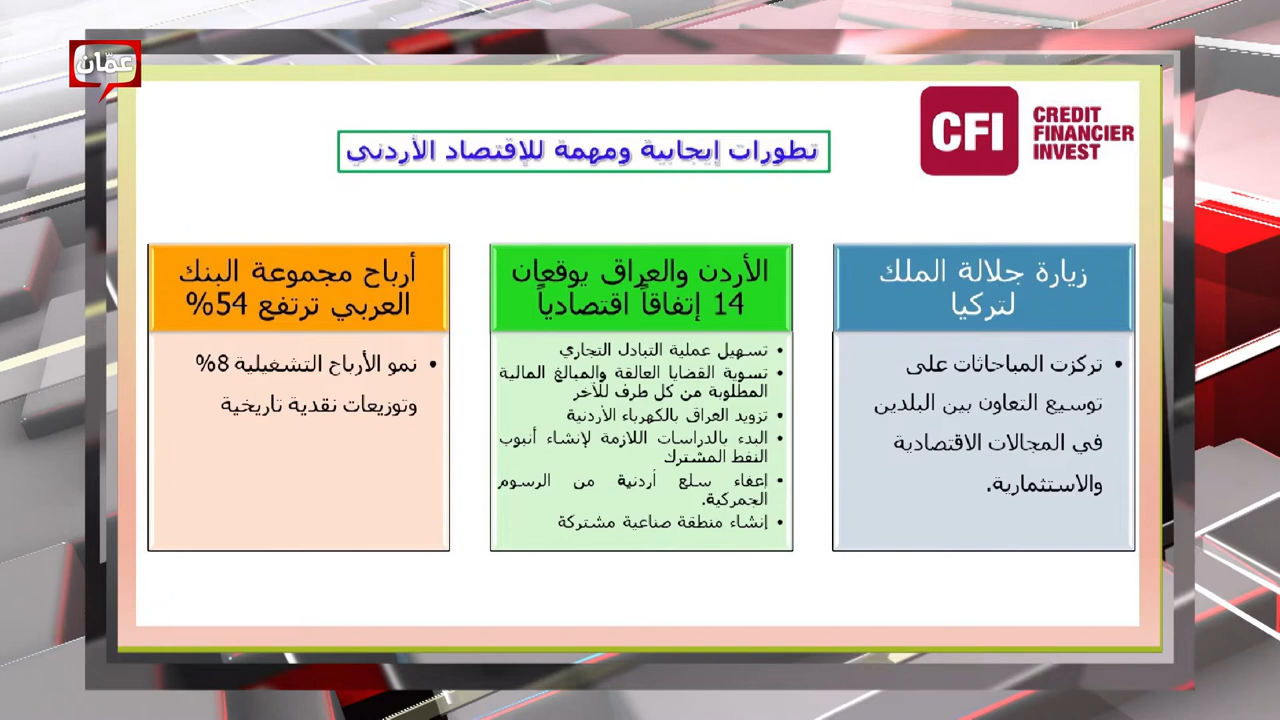 عمّان
CFI
CREDIT
FINANCIER
INVEST
تطورات إيجابية ومهمة للإقتصاد الأردني
زيارة جلالة الملك
لتركيا
• تركزت المباحاثات على
توسيع التعاون بين البلدين
في المجالات الاقتصادية
والاستثمارية.
الأردن والعراق يوقعان
14 إتفاقاً اقتصادياً
• تسهيل عملية التبادل التجاري
• تسوية القضايا العالقة والمبالغ المالية
المطلوبة من كل طرف للآخر
• تزويد العراق بالكهرباء الأردنية
• البدء بالدراسات اللازمة لإنشاء أنبوب
النفط المشترك
• إعفاء سلع أردنية من الرسوم
الجمركية.
• إنشاء منطقة صناعية مشتركة
أرباح مجموعة البنك
العربي ترتفع 54%
• نمو الأرباح التشغيلية 8%
وتوزيعات نقدية تاريخية